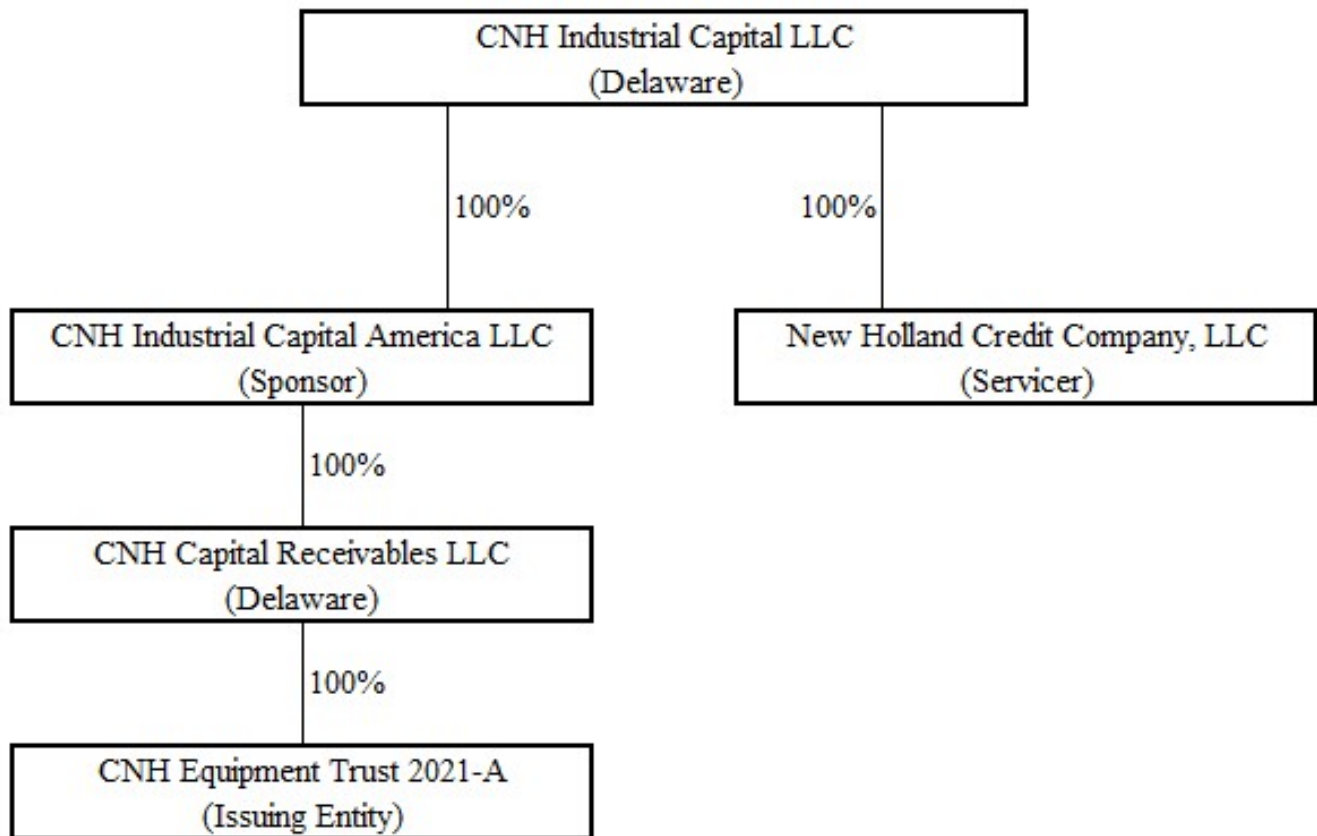 CNH Industrial Capital LLC
(Delaware)
100%
100%
CNH Industrial Capital America LLC
(Sponsor)
New Holland Credit Company, LLC
(Servicer)
100%
CNH Capital Receivables LLC
(Delaware)
100%
CNH Equipment Trust 2021-A
(Issuing Entity)